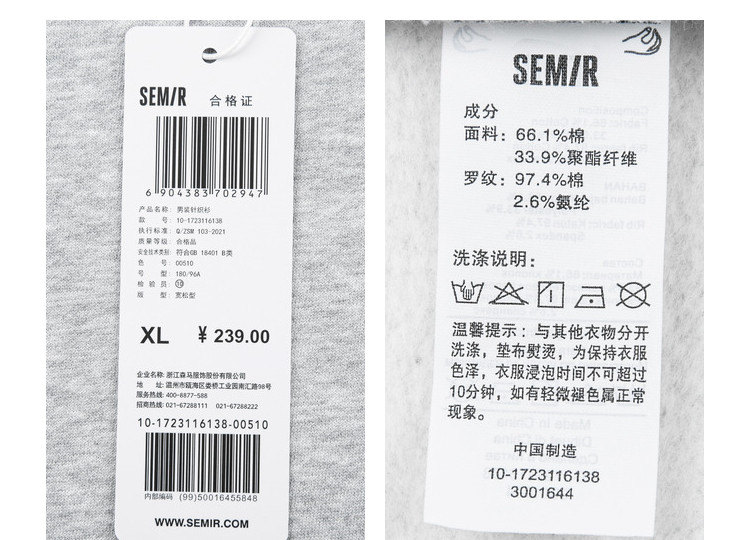 SEMIR 合格证
6 904383 702947
产品名称: 男装针织衫
款 号: 10-1723116138
执行标准: Q/ZSM 103-2021
质量等级: 合格品
安全技术类别: 符合GB 18401 B类
色 号: 00510
号 型: 180/96A
检 验 员: ⑩
版 型: 宽松型
XL ¥ 239.00
企业名称: 浙江森马服饰股份有限公司
地 址: 温州市瓯海区娄桥工业园南汇路98号
服务热线: 400-8877-588
招商热线: 021-67288111 021-67288222
10-1723116138-00510
内部编码 (99)50016455848
WWW.SEMIR.COM
SEMIR
成分
面料: 66.1%棉
33.9%聚酯纤维
罗纹: 97.4%棉
2.6%氨纶
洗涤说明:
温馨提示: 与其他衣物分开
洗涤, 垫布熨烫, 为保持衣服
色泽, 衣服浸泡时间不可超过
10分钟, 如有轻微褪色属正常
现象。
中国制造
10-1723116138
3001644